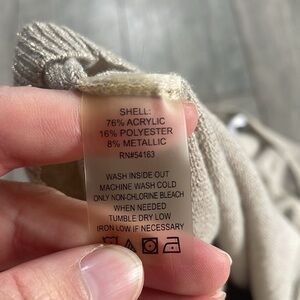 SHELL:
76% ACRYLIC
16% POLYESTER
8% METALLIC
RN#54163
WASH INSIDE OUT
MACHINE WASH COLD
ONLY NON-CHLORINE BLEACH
WHEN NEEDED
TUMBLE DRY LOW
IRON LOW IF NECESSARY